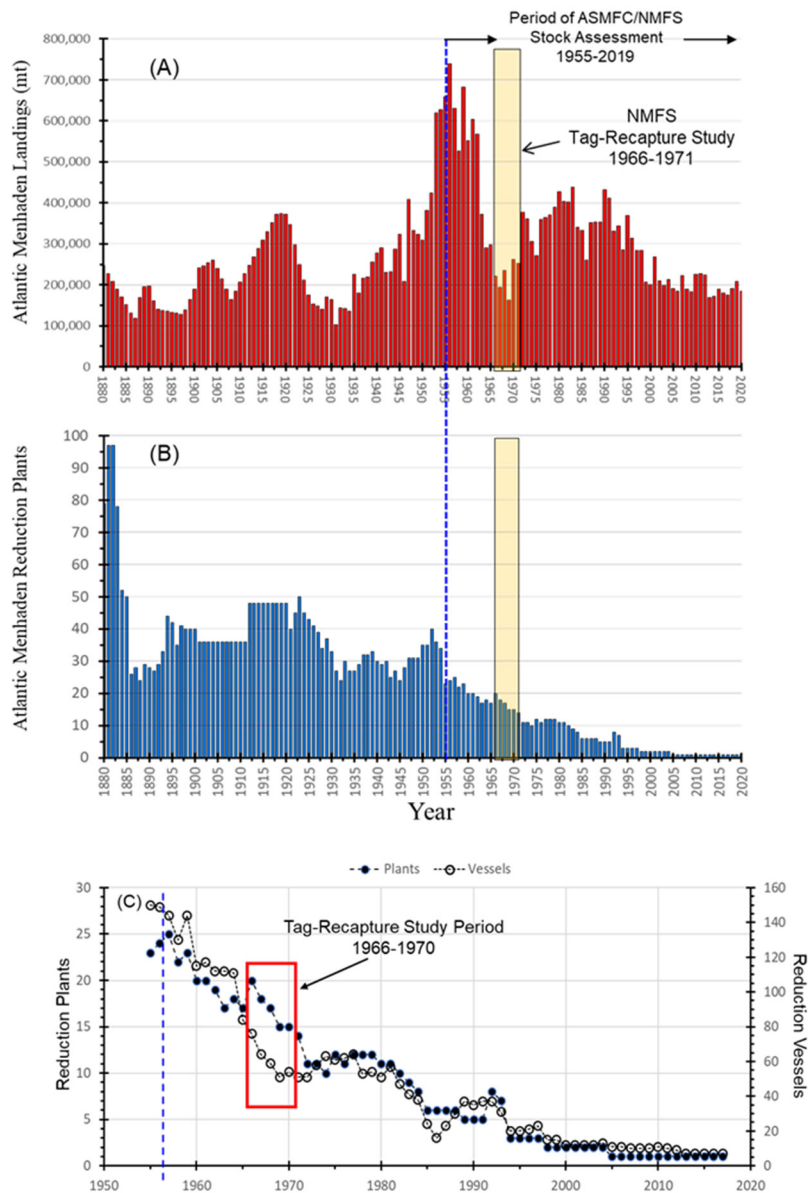 Period of ASMFC/NMFS
Stock Assessment
1955-2019
(A)
NMFS
Tag-Recapture Study
1966-1971
Atlantic Menhaden Landings (mt)
800,000
700,000
600,000
500,000
400,000
300,000
200,000
100,000
0
1880 1885 1890 1895 1900 1905 1910 1915 1920 1925 1930 1935 1940 1945 1950 1955 1965 1970 1975 1980 1985 1990 1995 2000 2005 2010 2015 2020
(B)
Atlantic Menhaden Reduction Plants
100
90
80
70
60
50
40
30
20
10
0
1880 1885 1890 1895 1900 1905 1910 1915 1920 1925 1930 1935 1940 1945 1950 1955 1960 1965 1970 1975 1980 1985 1990 1995 2000 2005 2010 2015 2020
Year
Plants Vessels
(C)
Tag-Recapture Study Period
1966-1970
Reduction Plants
30
25
20
15
10
5
0
Reduction Vessels
160
140
120
100
80
60
40
20
0
1950 1960 1970 1980 1990 2000 2010 2020